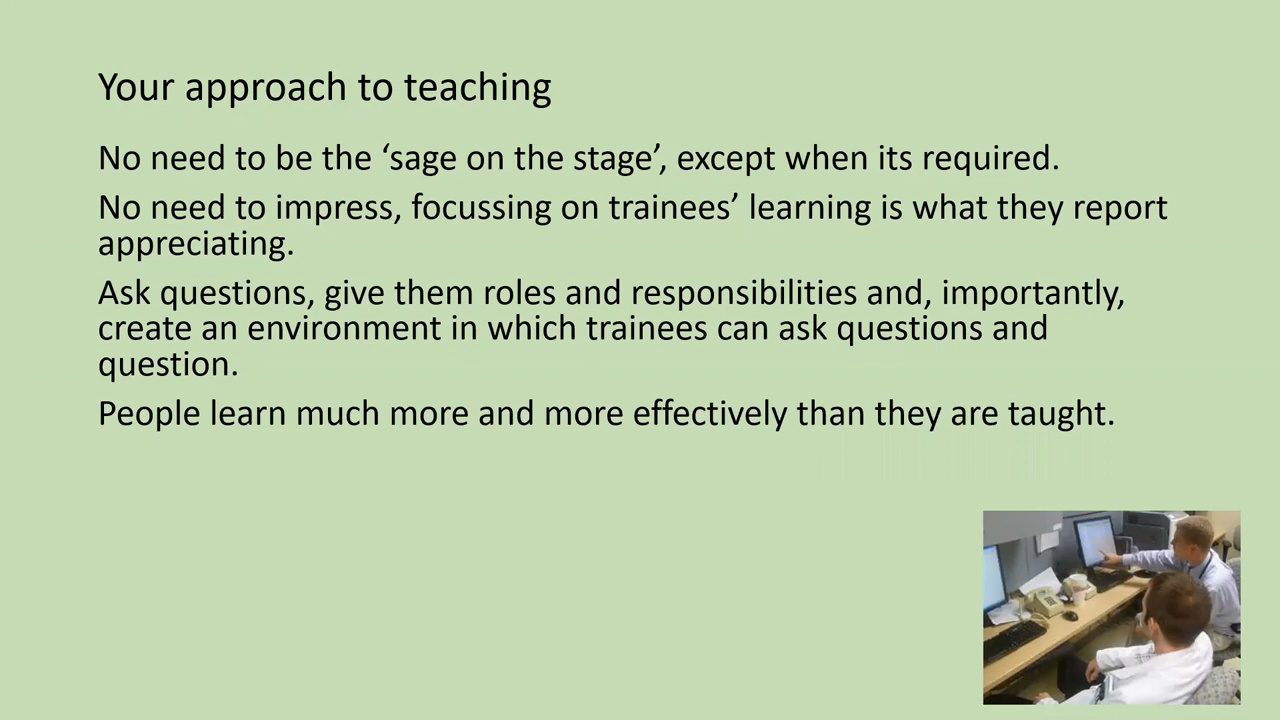 Your approach to teaching
No need to be the ‘sage on the stage’, except when its required.
No need to impress, focussing on trainees’ learning is what they report
appreciating.
Ask questions, give them roles and responsibilities and, importantly,
create an environment in which trainees can ask questions and
question.
People learn much more and more effectively than they are taught.